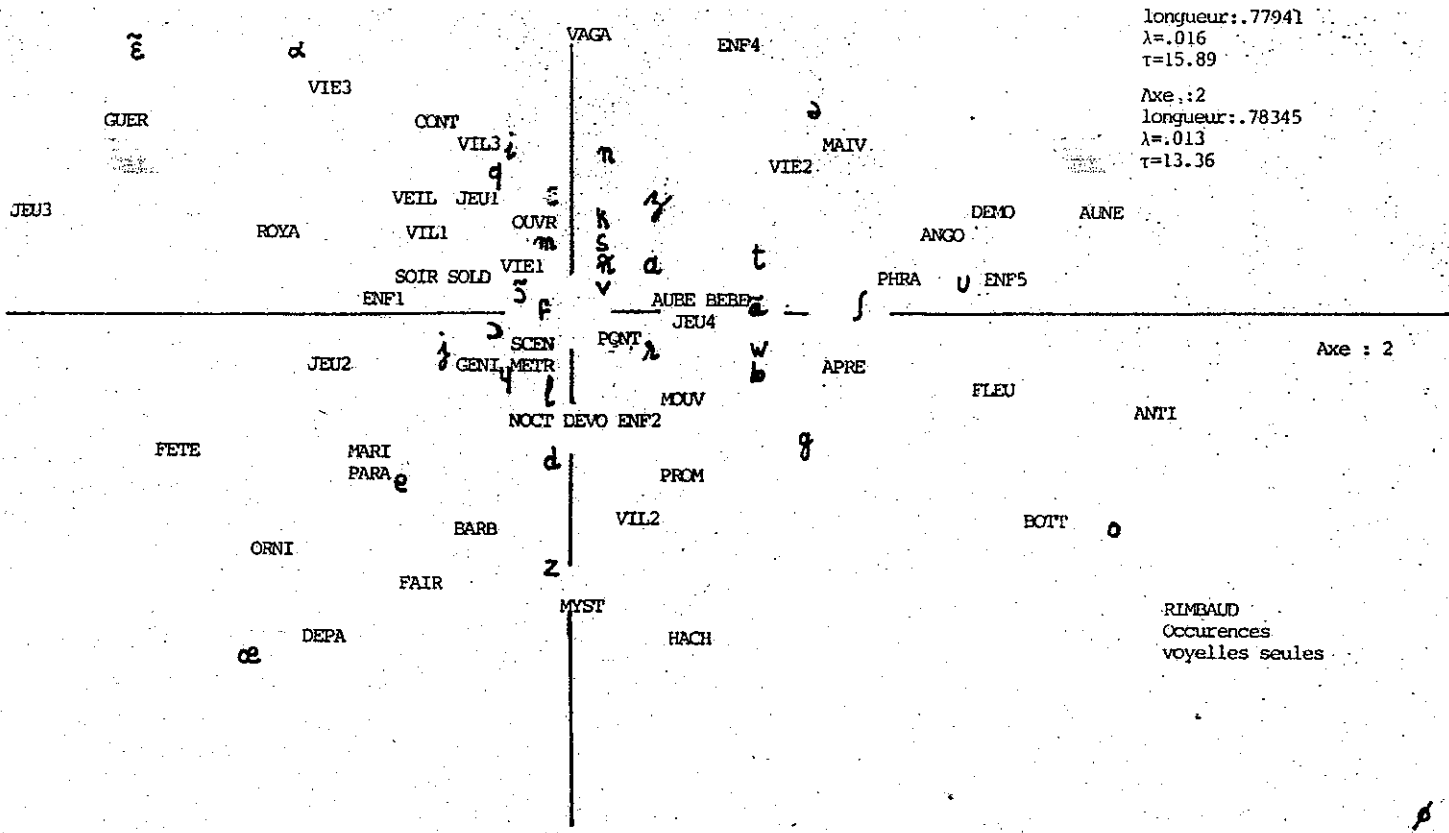 longueur:.77941
λ=.016
τ=15.89
Axe.:2
longueur:.78345
λ=.013
τ=13.36
VAGA
ENF4
ɛ̃ ɑ
VIE3
GUER CONT ə
VIL3 i n MAIV
q VIE2
VEIL JEU1 ɛ
JEU3 OUVR k DEMO AUNE
ROYA VIL1 m S ANGO
VIE1 a t
SOIR SOLD PHRA U ENF5
ENF1 ɔ̃ f v AUBE BEBE ã ʃ
JEU4
ɔ SCEN PONT r w Axe : 2
j
JEU2 GENI METR b APRE
ɥ l FLEU
MOUV
NOCT DEVO ENF2 ANTI
FETE MARI g
d
PARA e PROM
VIL2 BOTT o
BARB
ORNI
z
FAIR
MYST RIMBAUD
Occurences
DEPA HACH
œ voyelles seules
ø